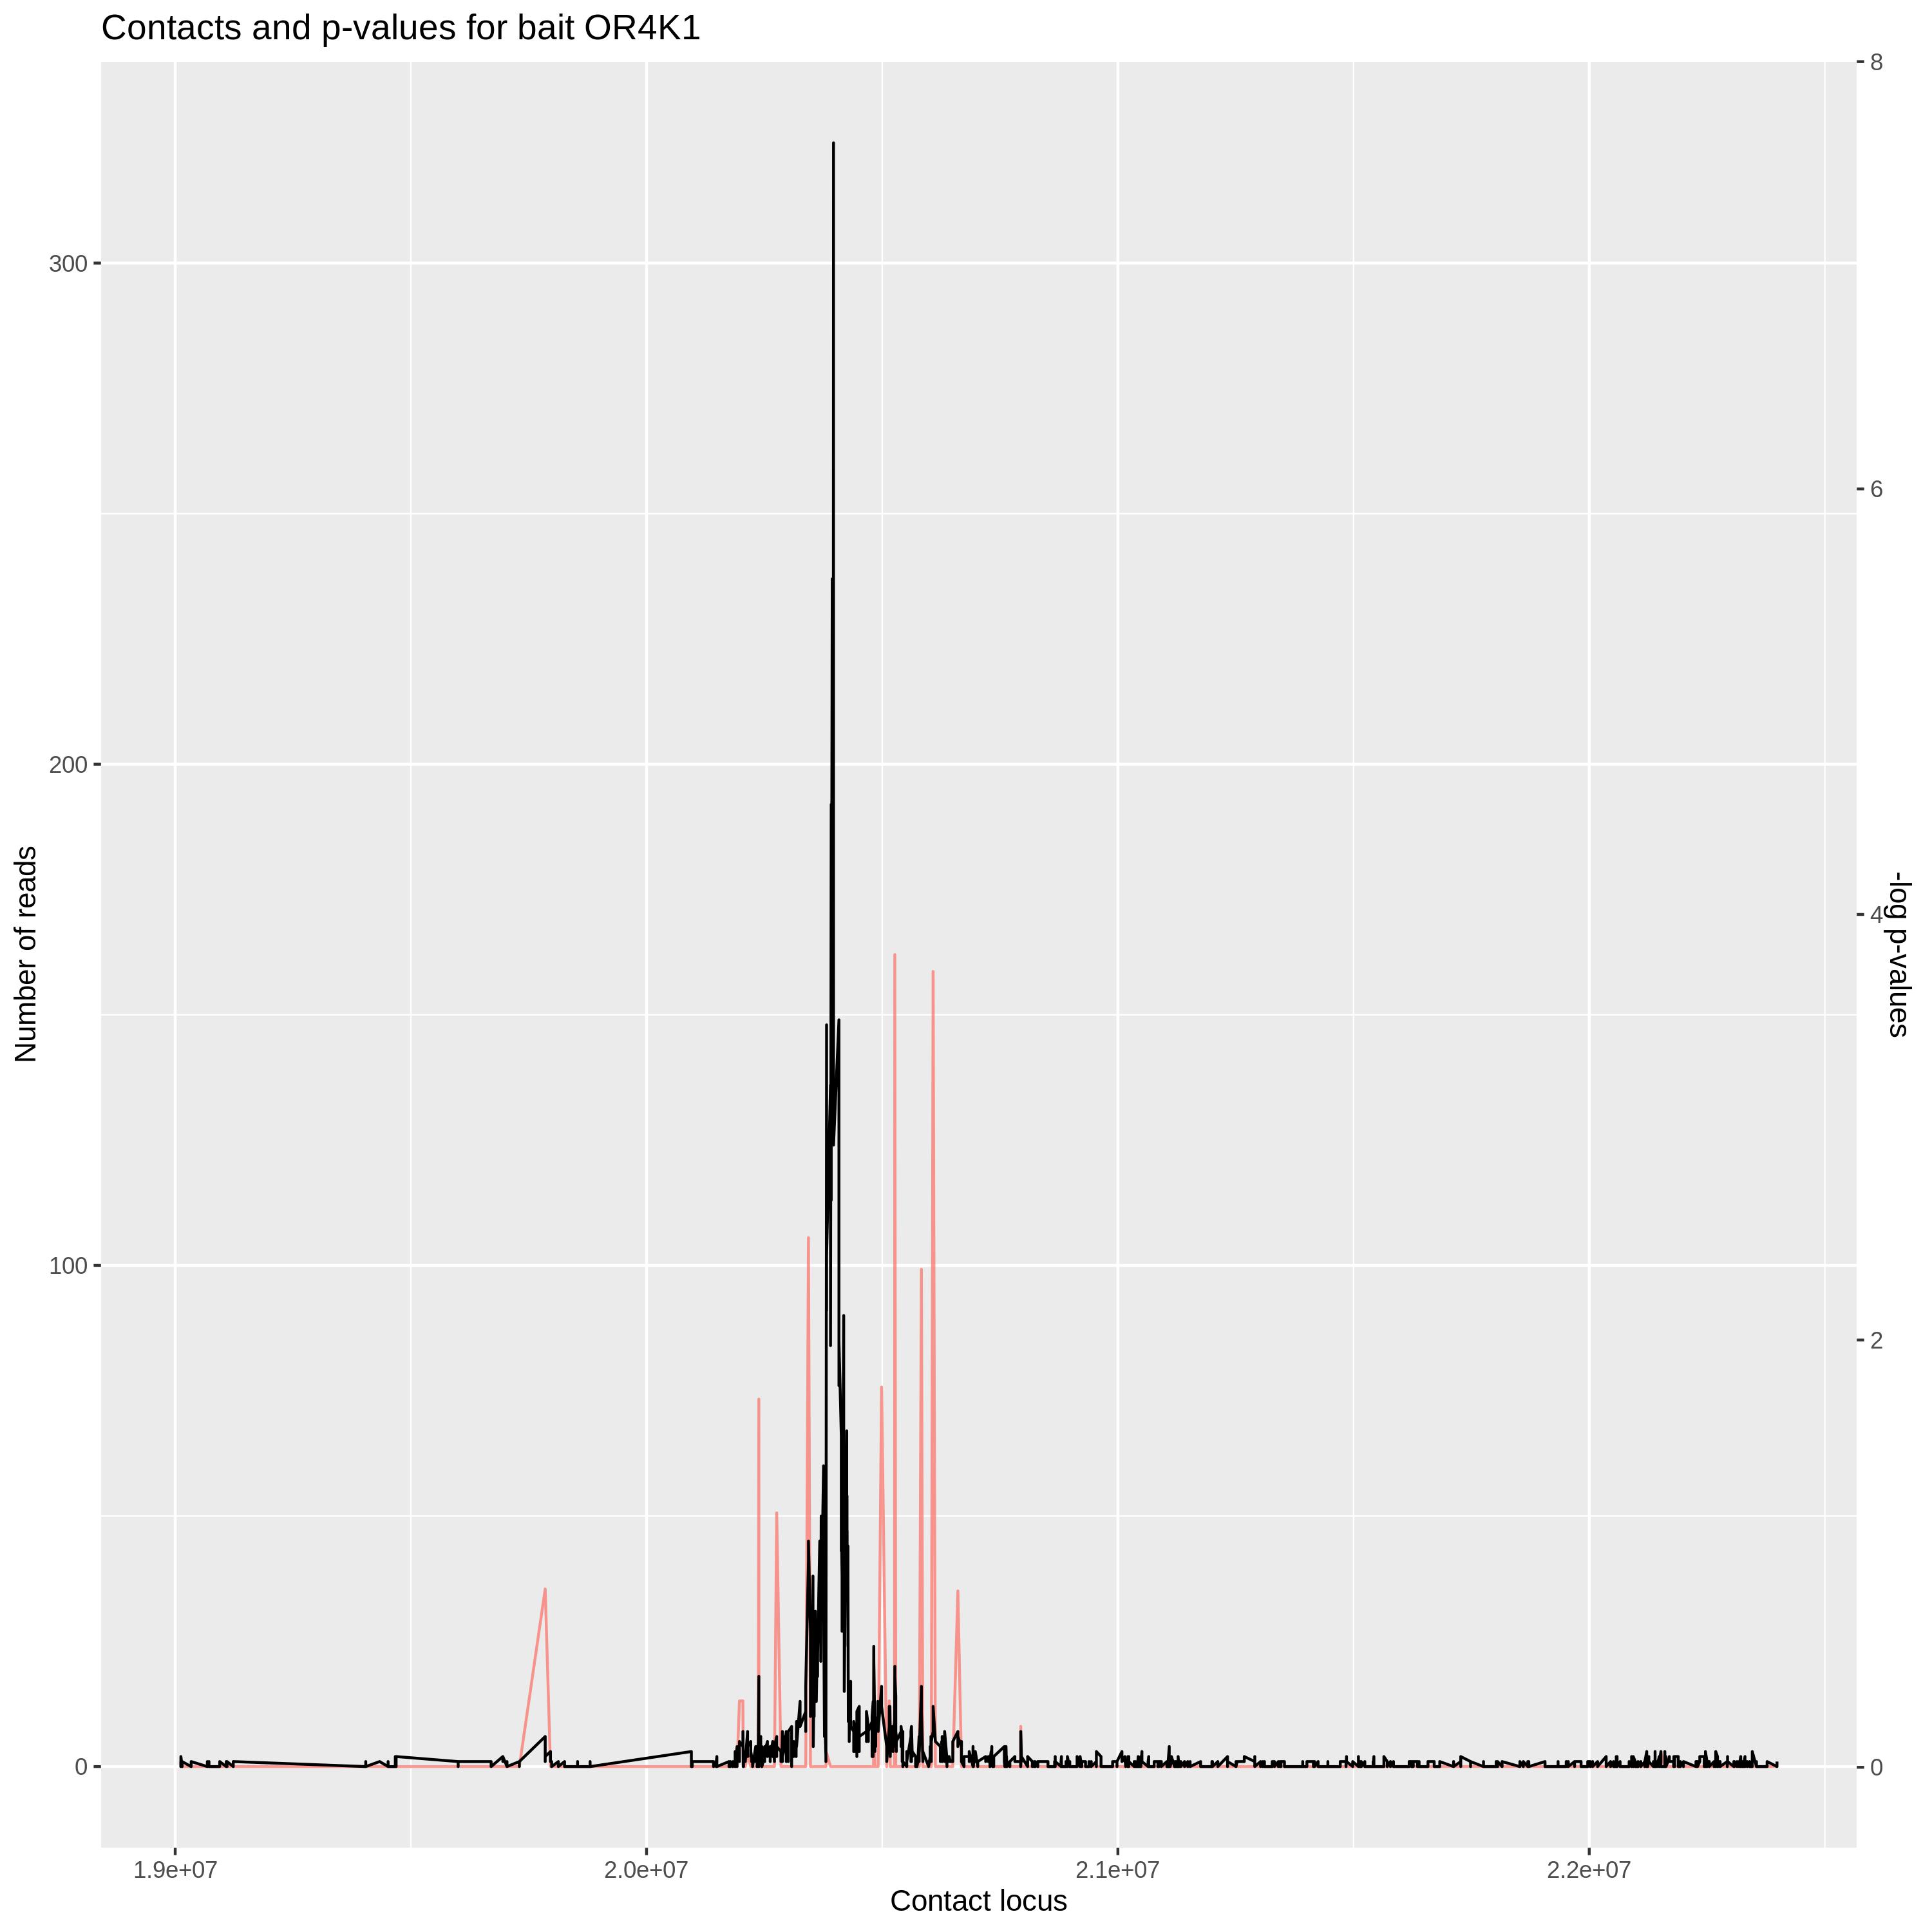 Contacts and p-values for bait OR4K1
8
300
6
200
4
100
2
0
0
Number of reads
-log p-values
1.9e+07 2.0e+07 2.1e+07 2.2e+07
Contact locus